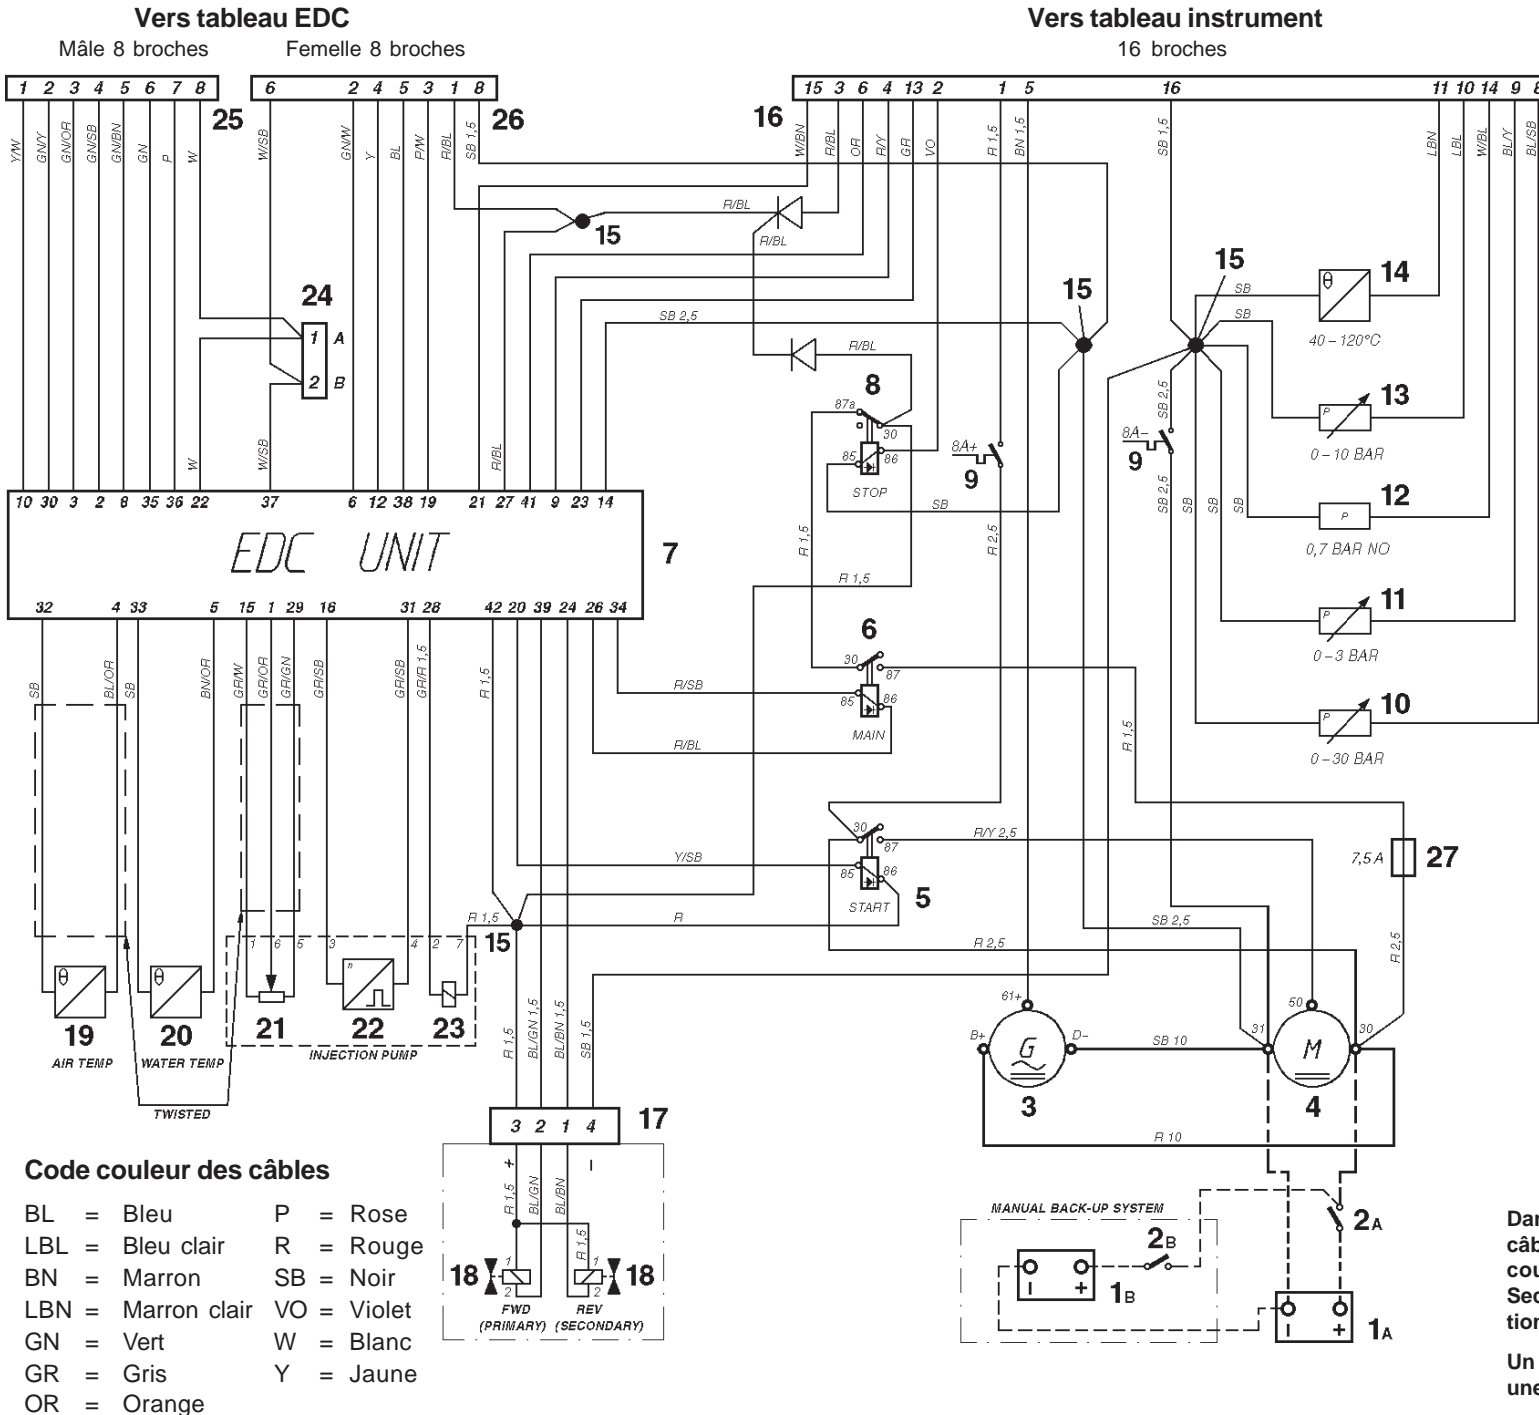 Vers tableau EDC
Vers tableau instrument
Mâle 8 broches
Femelle 8 broches
16 broches
1 2 3 4 5 6 7 8
25
6 2 4 5 3 1 8
26
16
15 3 6 4 13 2 1 5 16 11 10 14 9 8
Y/W GN/Y GN/OR GN/SB GN/BN GN P W
W/SB GN/W Y BL P/W R/BL SB 1,5
W/BN R/BL OR R/Y GR VO R 1,5 BN 1,5 SB 1,5
LBN LBL W/BL BL/Y BL/SB
R/BL
15
R/BL
24
1 A
2 B
SB 2,5
15
R/BL
15
SB
14
40–120°C
SB
13
0–10 BAR
12
P
0,7 BAR NO
11
P
0–3 BAR
10
P
0–30 BAR
P
8
87a
30
85
86
STOP
SB
8A+
9
8A–
9
SB 2,5
SB 2,5
SB
SB
SB
W
W/SB
R/BL
10 30 3 2 8 35 36 22 37 6 12 38 19 21 27 41 9 23 14
EDC UNIT
7
32 4 33 5 15 1 29 16 31 28 42 20 39 24 26 34
R 1,5
R 1,5
R 2,5
6
30
87
85
86
MAIN
R/SB
R/BL
R 1,5
SB BL/OR SB BN/OR GR/W GR/OR GR/GN GR/SB GR/SB GR/R 1,5 R 1,5
30
87
85
86
START
5
Y/SB
R/Y 2,5
7,5 A
27
R 1,5
15
R
SB 2,5
R 2,5
R 2,5
1 6 5 3 4 2 7
n
19
AIR TEMP
20
WATER TEMP
21
22
23
INJECTION PUMP
TWISTED
R 1,5
BL/GN 1,5
BL/BN 1,5
SB 1,5
61+
B+
D–
G
3
SB 10
50
31
30
M
4
R 10
3 2 1 4
17
+
–
R 1,5
BL/GN
BL/BN
R 1,5
18
1
2
1
2
18
FWD
(PRIMARY)
REV
(SECONDARY)
MANUAL BACK-UP SYSTEM
2B
2A
– +
1B
– +
1A
Code couleur des câbles
BL = Bleu P = Rose
LBL = Bleu clair R = Rouge
BN = Marron SB = Noir
LBN = Marron clair VO = Violet
GN = Vert W = Blanc
GR = Gris Y = Jaune
OR = Orange
Dan
câb
cou
Sec
tion
Un
une